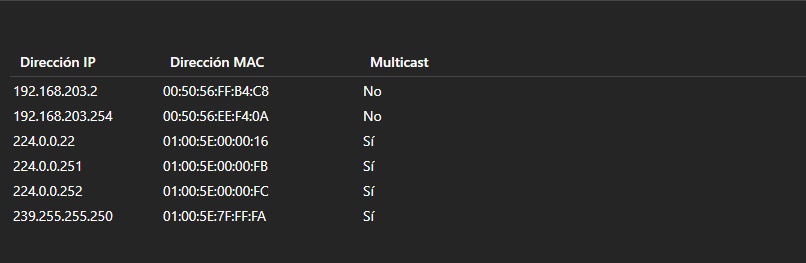 Dirección IP Dirección MAC Multicast
192.168.203.2 00:50:56:FF:B4:C8 No
192.168.203.254 00:50:56:EE:F4:0A No
224.0.0.22 01:00:5E:00:00:16 Sí
224.0.0.251 01:00:5E:00:00:FB Sí
224.0.0.252 01:00:5E:00:00:FC Sí
239.255.255.250 01:00:5E:7F:FF:FA Sí